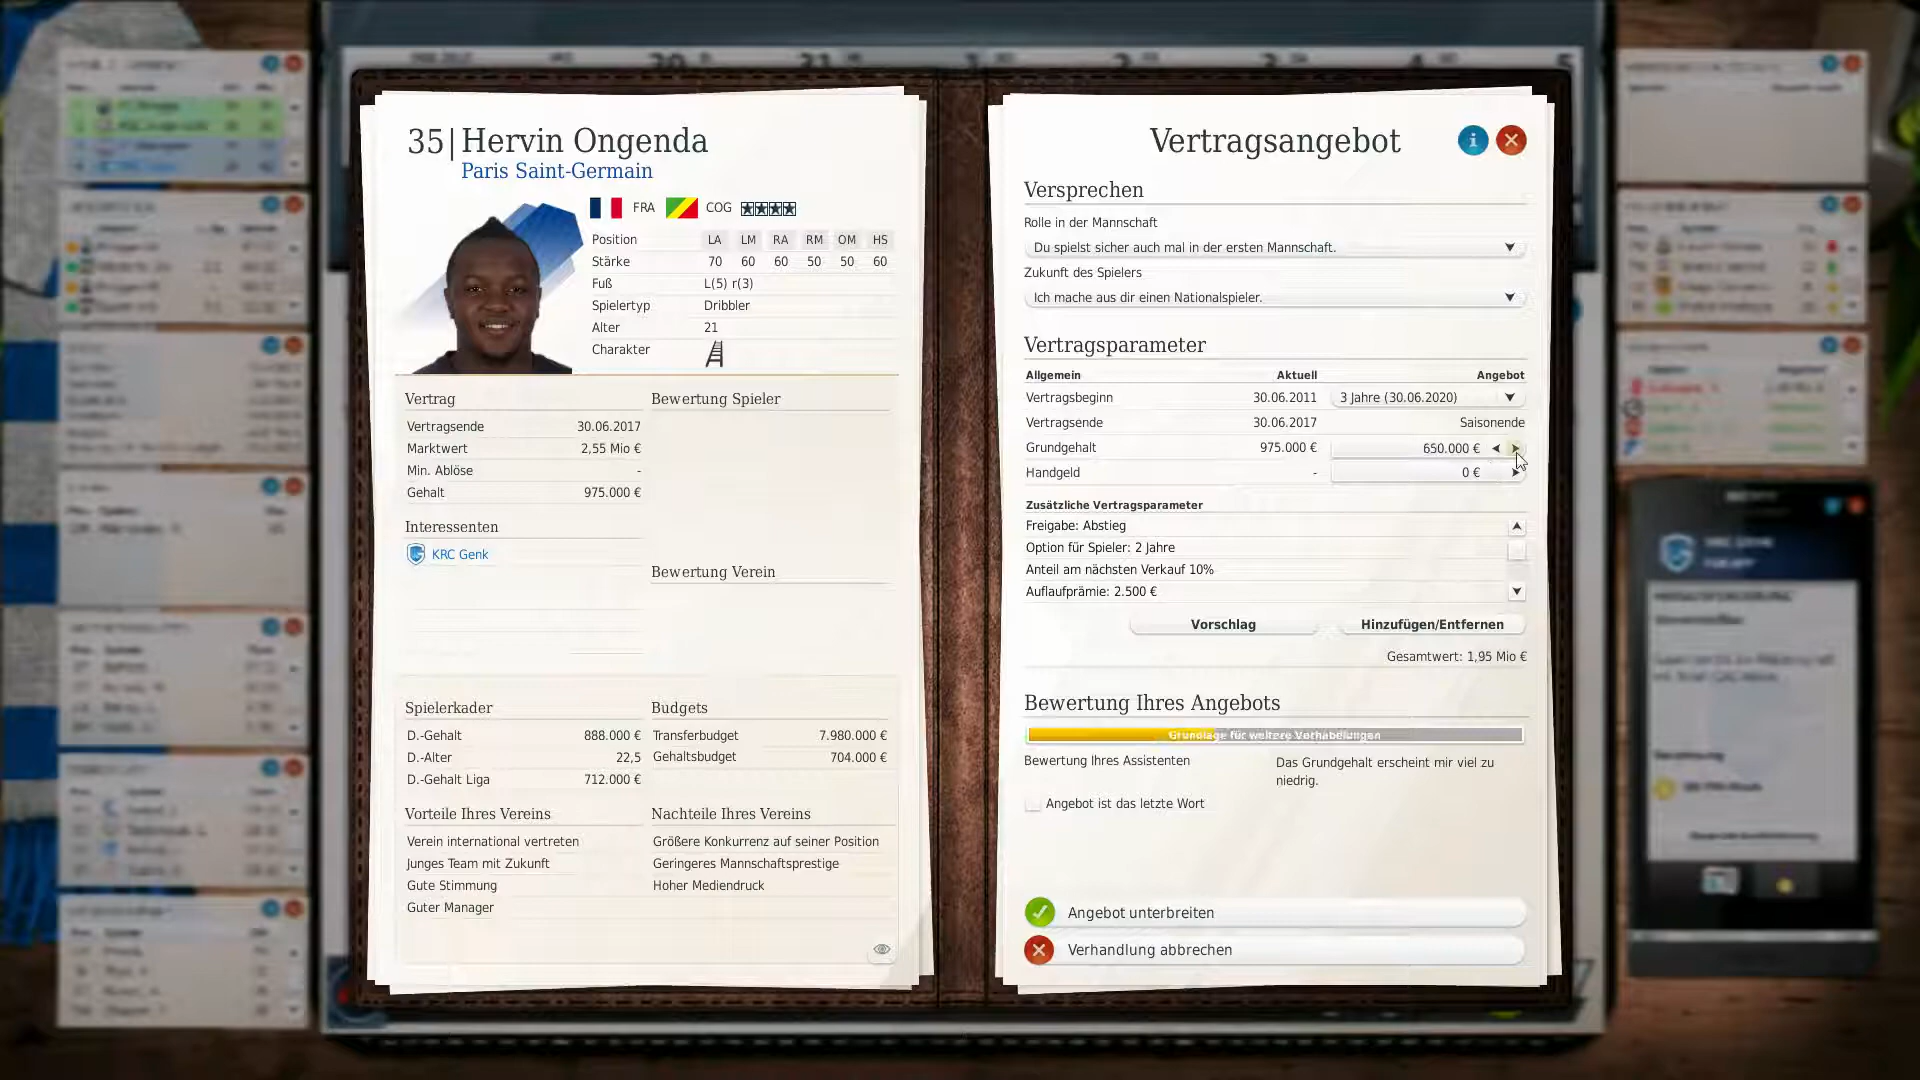 35|Hervin Ongenda
Paris Saint-Germain
FRA COG
Position LA LM RA RM OM HS
Stärke 70 60 60 50 50 60
Fuß L(5) r(3)
Spielertyp Dribbler
Alter 21
Charakter
Vertrag
Vertragsende 30.06.2017
Marktwert 2,55 Mio €
Min. Ablöse -
Gehalt 975.000 €
Interessenten
KRC Genk
Bewertung Spieler
Bewertung Verein
Spielerkader
D.-Gehalt 888.000 €
D.-Alter 22,5
D.-Gehalt Liga 712.000 €
Budgets
Transferbudget 7.980.000 €
Gehaltsbudget 704.000 €
Vorteile Ihres Vereins
Verein international vertreten
Junges Team mit Zukunft
Gute Stimmung
Guter Manager
Nachteile Ihres Vereins
Größere Konkurrenz auf seiner Position
Geringeres Mannschaftsprestige
Hoher Mediendruck
Vertragsangebot
Versprechen
Rolle in der Mannschaft
Du spielst sicher auch mal in der ersten Mannschaft.
Zukunft des Spielers
Ich mache aus dir einen Nationalspieler.
Vertragsparameter
Allgemein Aktuell Angebot
Vertragsbeginn 30.06.2011 3 Jahre (30.06.2020)
Vertragsende 30.06.2017 Saisonende
Grundgehalt 975.000 € 650.000 €
Handgeld - 0 €
Zusätzliche Vertragsparameter
Freigabe: Abstieg
Option für Spieler: 2 Jahre
Anteil am nächsten Verkauf 10%
Auflaufprämie: 2.500 €
Vorschlag Hinzufügen/Entfernen
Gesamtwert: 1,95 Mio €
Bewertung Ihres Angebots
Grundlage für weitere Verhandlungen
Bewertung Ihres Assistenten
Das Grundgehalt erscheint mir viel zu
niedrig.
Angebot ist das letzte Wort
Angebot unterbreiten
Verhandlung abbrechen